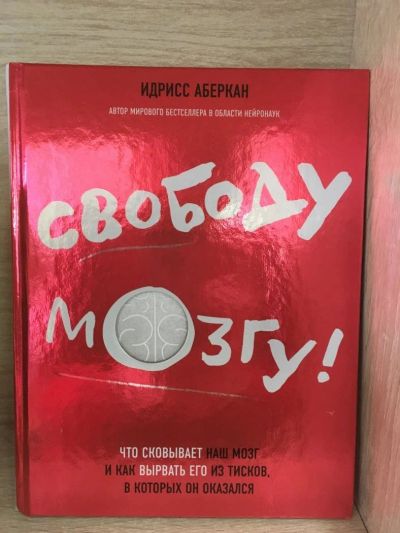 ИДРИСС АБЕРКАН
АВТОР МИРОВОГО БЕСТСЕЛЛЕРА В ОБЛАСТИ НЕЙРОНАУК
СВОБОДУ
МОЗГУ!
ЧТО СКОВЫВАЕТ НАШ МОЗГ
И КАК ВЫРВАТЬ ЕГО ИЗ ТИСКОВ,
В КОТОРЫХ ОН ОКАЗАЛСЯ